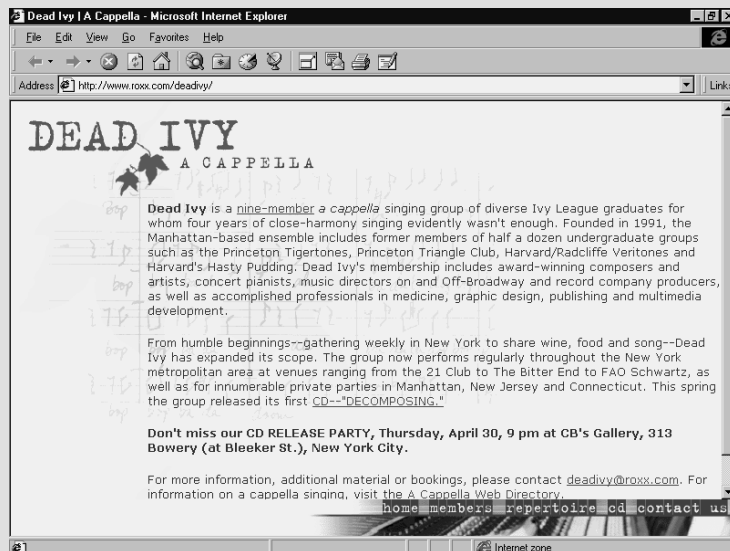 Dead Ivy | A Cappella - Microsoft Internet Explorer
File Edit View Go Favorites Help
Address http://www.roxx.com/deadivy/ Links
DEAD IVY
A CAPPELLA
Dead Ivy is a nine-member a cappella singing group of diverse Ivy League graduates for
whom four years of close-harmony singing evidently wasn't enough. Founded in 1991, the
Manhattan-based ensemble includes former members of half a dozen undergraduate groups
such as the Princeton Tigertones, Princeton Triangle Club, Harvard/Radcliffe Veritones and
Harvard's Hasty Pudding. Dead Ivy's membership includes award-winning composers and
artists, concert pianists, music directors on and Off-Broadway and record company producers,
as well as accomplished professionals in medicine, graphic design, publishing and multimedia
development.
From humble beginnings--gathering weekly in New York to share wine, food and song--Dead
Ivy has expanded its scope. The group now performs regularly throughout the New York
metropolitan area at venues ranging from the 21 Club to The Bitter End to FAO Schwartz, as
well as for innumerable private parties in Manhattan, New Jersey and Connecticut. This spring
the group released its first CD--"DECOMPOSING."
Don't miss our CD RELEASE PARTY, Thursday, April 30, 9 pm at CB's Gallery, 313
Bowery (at Bleeker St.), New York City.
For more information, additional material or bookings, please contact deadivy@roxx.com. For
information on a cappella singing, visit the A Cappella Web Directory.
home members repertoire cd contact us
Internet zone